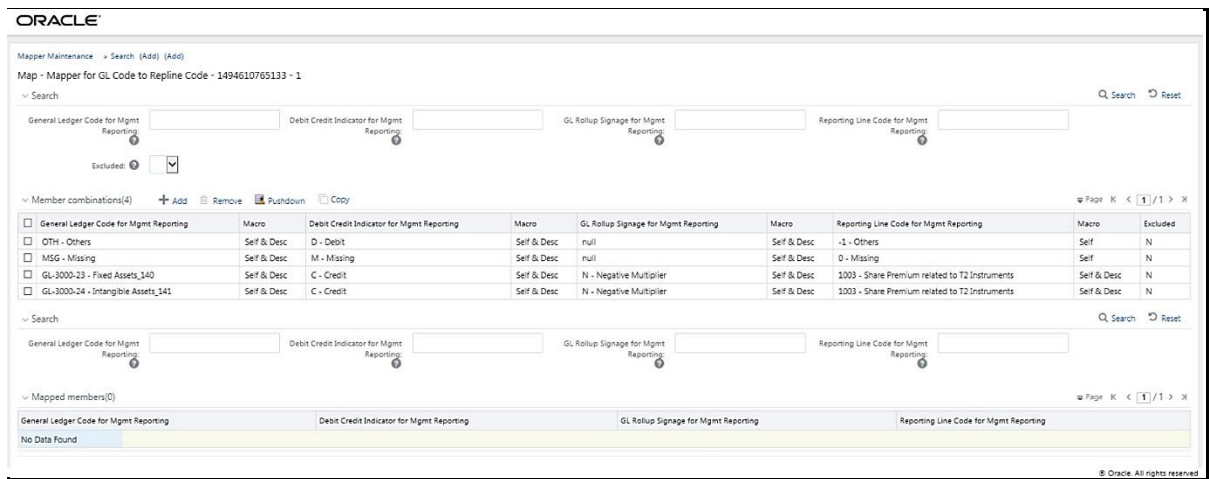 ORACLE
Mapper Maintenance > Search (Add) (Add)
Map - Mapper for GL Code to Repline Code - 1494610765133 - 1
Search
Search Reset
General Ledger Code for Mgmt Reporting:
Debit Credit Indicator for Mgmt Reporting:
GL Rollup Signage for Mgmt Reporting:
Reporting Line Code for Mgmt Reporting:
Excluded:
Member combinations(4) Add Remove Pushdown Copy Page 1 / 1
General Ledger Code for Mgmt Reporting Macro Debit Credit Indicator for Mgmt Reporting Macro GL Rollup Signage for Mgmt Reporting Macro Reporting Line Code for Mgmt Reporting Macro Excluded
OTH - Others Self & Desc D - Debit Self & Desc null Self & Desc -1 - Others Self N
MSG - Missing Self & Desc M - Missing Self & Desc null Self & Desc 0 - Missing Self N
GL-3000-23 - Fixed Assets_140 Self & Desc C - Credit Self & Desc N - Negative Multiplier Self & Desc 1003 - Share Premium related to T2 Instruments Self & Desc N
GL-3000-24 - Intangible Assets_141 Self & Desc C - Credit Self & Desc N - Negative Multiplier Self & Desc 1003 - Share Premium related to T2 Instruments Self & Desc N
Search
Search Reset
General Ledger Code for Mgmt Reporting:
Debit Credit Indicator for Mgmt Reporting:
GL Rollup Signage for Mgmt Reporting:
Reporting Line Code for Mgmt Reporting:
Mapped members(0) Page 1 / 1
General Ledger Code for Mgmt Reporting Debit Credit Indicator for Mgmt Reporting GL Rollup Signage for Mgmt Reporting Reporting Line Code for Mgmt Reporting
No Data Found
© Oracle. All rights reserved